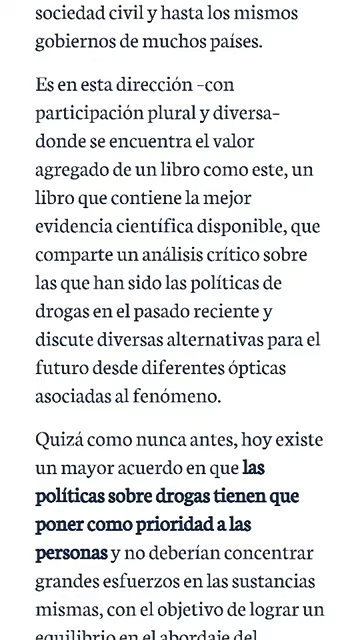 sociedad civil y hasta los mismos
gobiernos de muchos países.
Es en esta dirección –con
participación plural y diversa–
donde se encuentra el valor
agregado de un libro como este, un
libro que contiene la mejor
evidencia científica disponible, que
comparte un análisis crítico sobre
las que han sido las políticas de
drogas en el pasado reciente y
discute diversas alternativas para el
futuro desde diferentes ópticas
asociadas al fenómeno.
Quizá como nunca antes, hoy existe
un mayor acuerdo en que las
políticas sobre drogas tienen que
poner como prioridad a las
personas y no deberían concentrar
grandes esfuerzos en las sustancias
mismas, con el objetivo de lograr un
equilibrio en el abordaje del